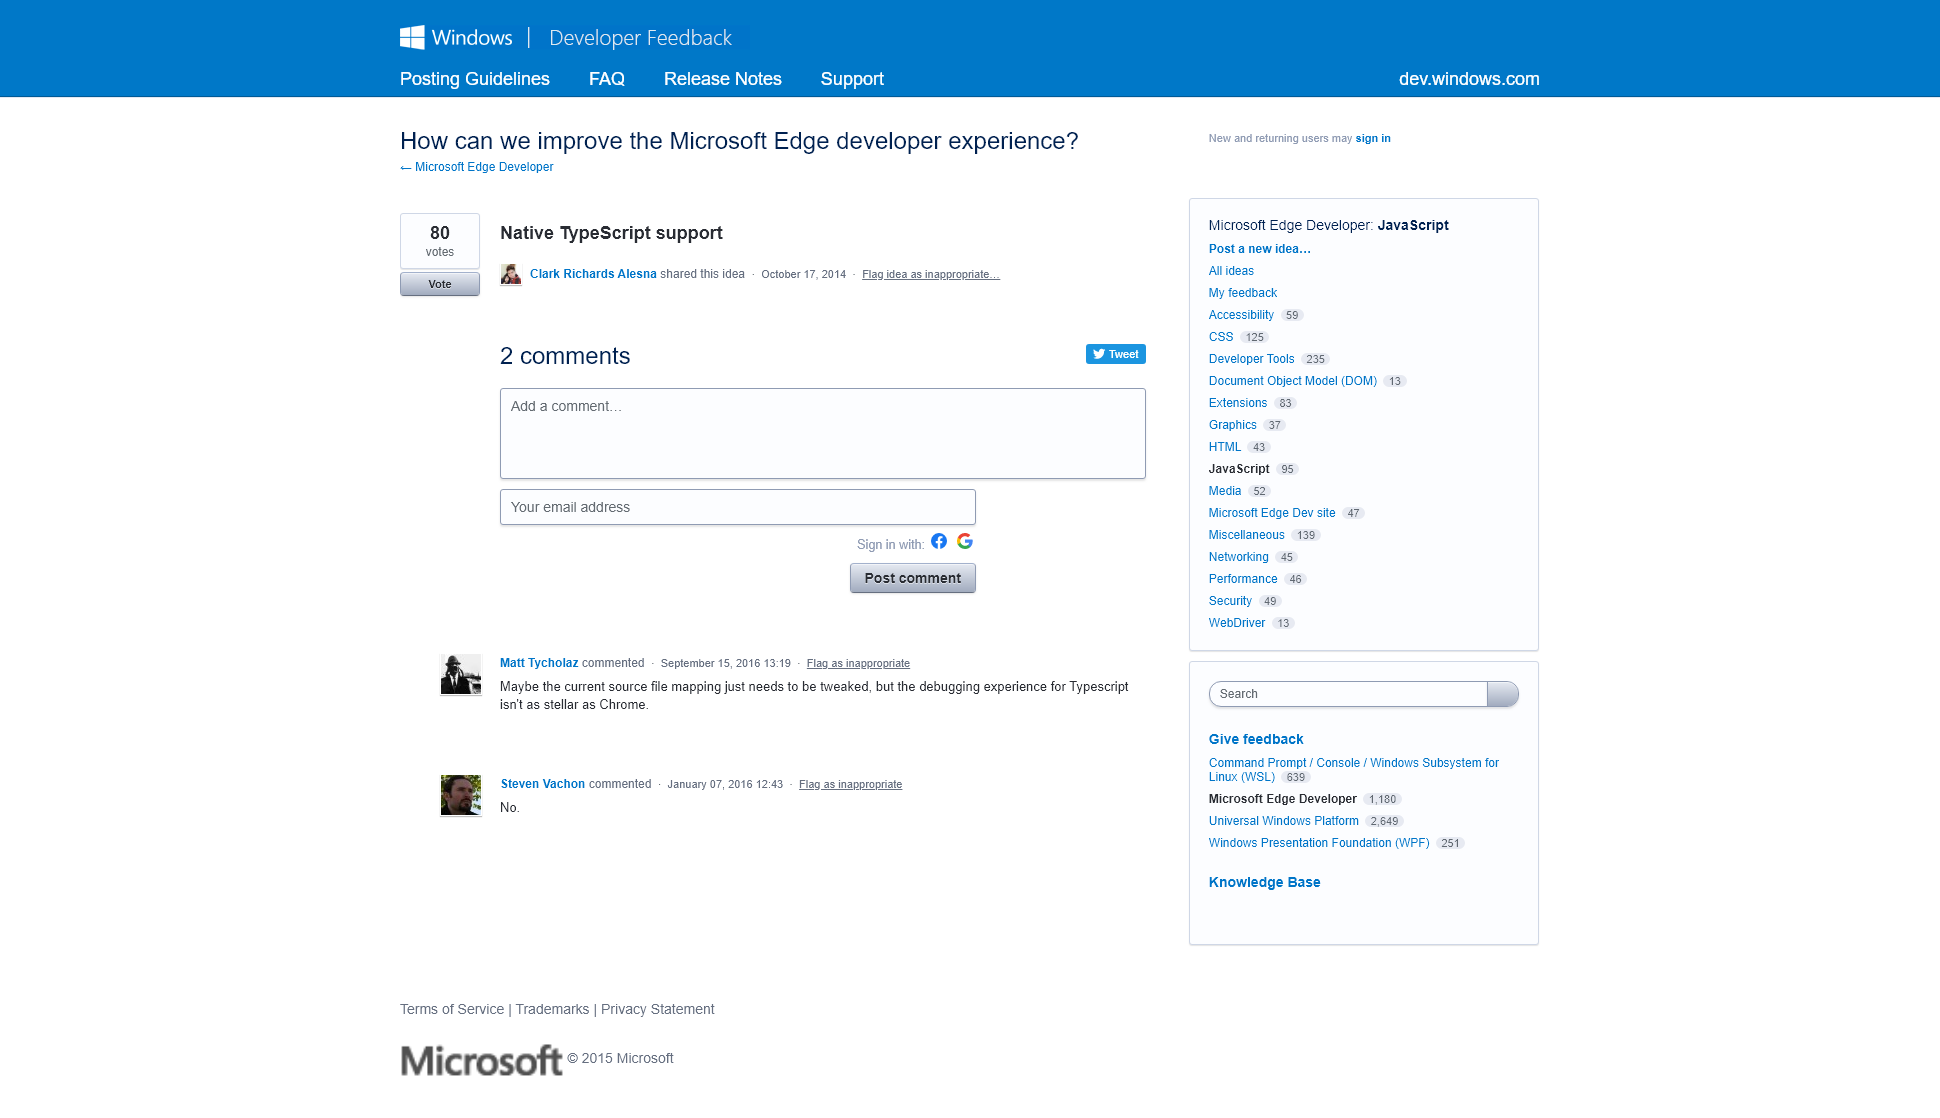 Windows | Developer Feedback
Posting Guidelines FAQ Release Notes Support dev.windows.com
How can we improve the Microsoft Edge developer experience?
← Microsoft Edge Developer
New and returning users may sign in
80
votes
Vote
Native TypeScript support
Clark Richards Alesna shared this idea · October 17, 2014 · Flag idea as inappropriate…
2 comments
Tweet
Add a comment…
Your email address
Sign in with:
Post comment
Matt Tycholaz commented · September 15, 2016 13:19 · Flag as inappropriate
Maybe the current source file mapping just needs to be tweaked, but the debugging experience for Typescript
isn't as stellar as Chrome.
Steven Vachon commented · January 07, 2016 12:43 · Flag as inappropriate
No.
Microsoft Edge Developer: JavaScript
Post a new idea…
All ideas
My feedback
Accessibility 59
CSS 125
Developer Tools 235
Document Object Model (DOM) 13
Extensions 83
Graphics 37
HTML 43
JavaScript 95
Media 52
Microsoft Edge Dev site 47
Miscellaneous 139
Networking 45
Performance 46
Security 49
WebDriver 13
Search
Give feedback
Command Prompt / Console / Windows Subsystem for
Linux (WSL) 639
Microsoft Edge Developer 1,180
Universal Windows Platform 2,649
Windows Presentation Foundation (WPF) 251
Knowledge Base
Terms of Service | Trademarks | Privacy Statement
Microsoft © 2015 Microsoft